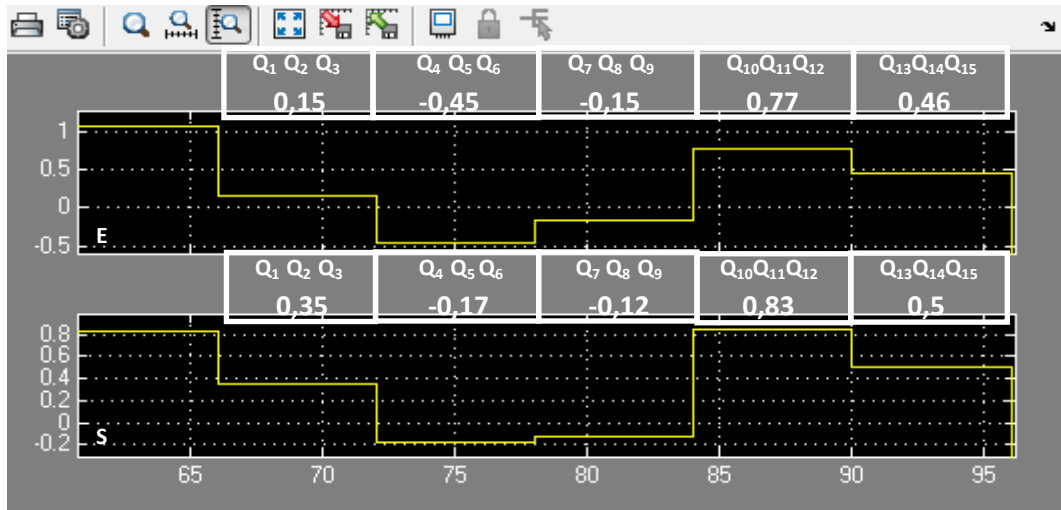 Q₁ Q₂ Q₃ Q₄ Q₅ Q₆ Q₇ Q₈ Q₉ Q₁₀Q₁₁Q₁₂ Q₁₃Q₁₄Q₁₅
0,15 -0,45 -0,15 0,77 0,46
1
0.5
0
-0.5
E
Q₁ Q₂ Q₃ Q₄ Q₅ Q₆ Q₇ Q₈ Q₉ Q₁₀Q₁₁Q₁₂ Q₁₃Q₁₄Q₁₅
0,35 -0,17 -0,12 0,83 0,5
0.8
0.6
0.4
0.2
0
-0.2
S
65 70 75 80 85 90 95